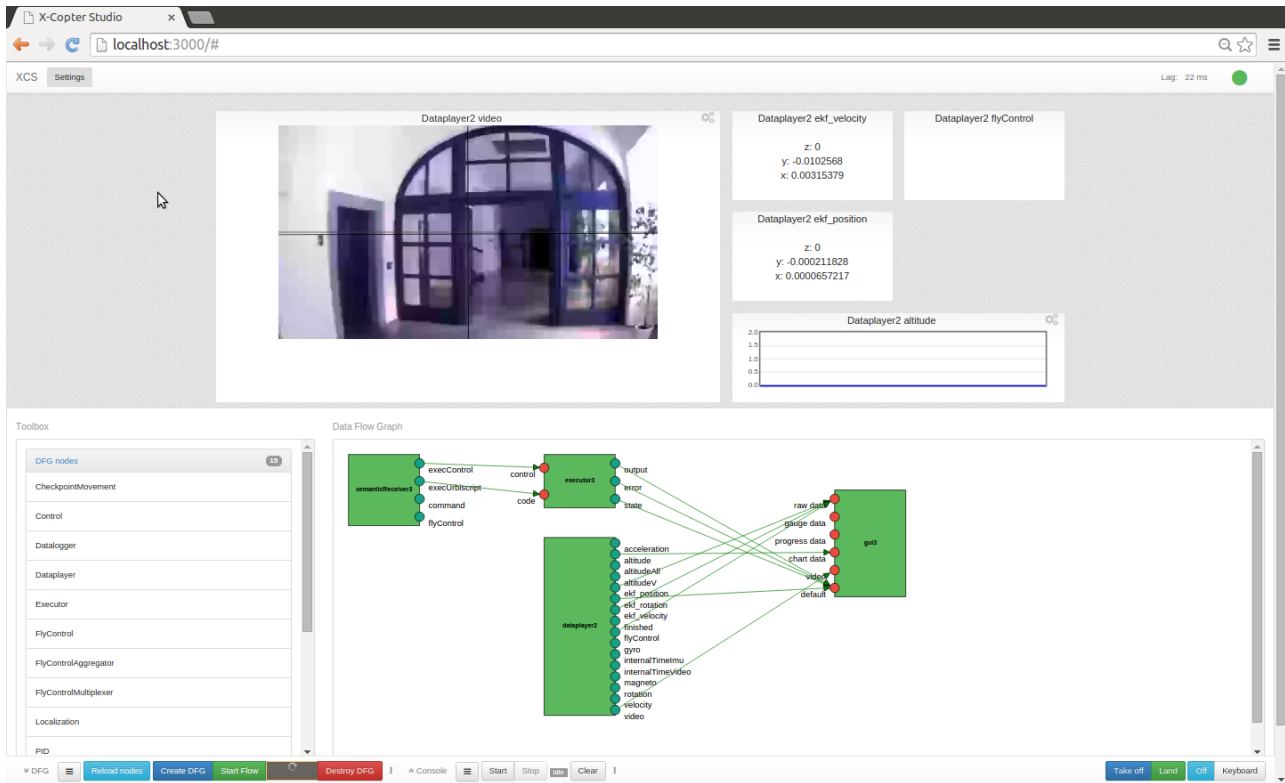 X-Copter Studio
localhost:3000/#
XCS Settings Lag: 22 ms
Dataplayer2 video
Dataplayer2 ekf_velocity
z: 0
y: -0.0102568
x: 0.00315379
Dataplayer2 flyControl
Dataplayer2 ekf_position
z: 0
y: -0.000211828
x: 0.0000657217
Dataplayer2 altitude
2.0
1.5
1.0
0.5
0.0
Toolbox
DFG nodes 15
CheckpointMovement
Control
Datalogger
Dataplayer
Executor
FlyControl
FlyControlAggregator
FlyControlMultiplexer
Localization
PID
Data Flow Graph
semanticReceiver3
execControl
execUrbiscript
command
flyControl
control
code
executor3
output
error
state
dataplayer2
acceleration
altitude
altitudeAll
altitudeV
ekf_position
ekf_rotation
ekf_velocity
finished
flyControl
gyro
internalTimeImu
internalTimeVideo
magneto
rotation
velocity
video
raw data
gauge data
progress data
chart data
video
default
gui3
DFG Reload nodes Create DFG Start Flow Destroy DFG Console Start Stop Idle Clear Take off Land Off Keyboard